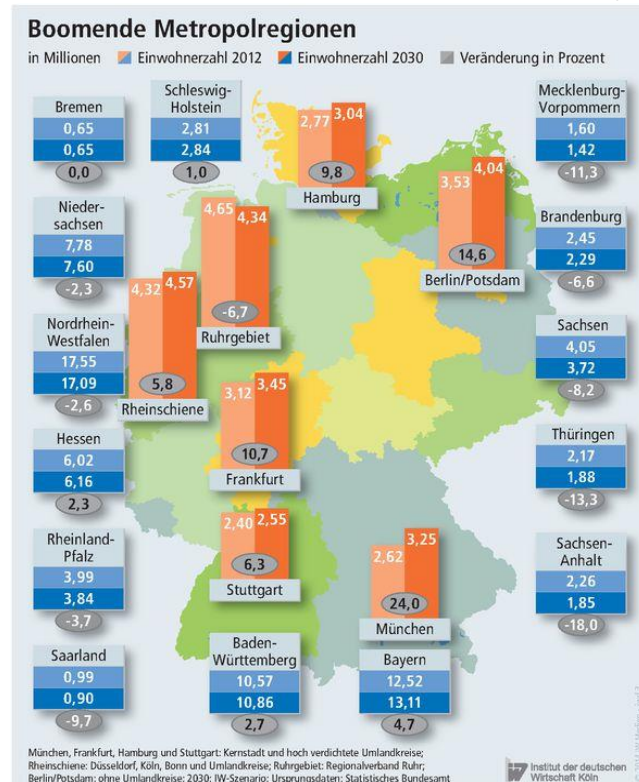 Boomende Metropolregionen
in Millionen Einwohnerzahl 2012 Einwohnerzahl 2030 Veränderung in Prozent
Bremen
0,65
0,65
0,0
Schleswig-
Holstein
2,81
2,84
1,0
2,77 3,04
9,8
Hamburg
Mecklenburg-
Vorpommern
1,60
1,42
-11,3
Nieder-
sachsen
7,78
7,60
-2,3
4,65 4,34
-6,7
Ruhrgebiet
3,53 4,04
14,6
Berlin/Potsdam
Brandenburg
2,45
2,29
-6,6
Nordrhein-
Westfalen
17,55
17,09
-2,6
4,32 4,57
5,8
Rheinschiene
Sachsen
4,05
3,72
-8,2
Hessen
6,02
6,16
2,3
3,12 3,45
10,7
Frankfurt
Thüringen
2,17
1,88
-13,3
Rheinland-
Pfalz
3,99
3,84
-3,7
2,40 2,55
6,3
Stuttgart
2,62 3,25
24,0
München
Sachsen-
Anhalt
2,26
1,85
-18,0
Saarland
0,99
0,90
-9,7
Baden-
Württemberg
10,57
10,86
2,7
Bayern
12,52
13,11
4,7
München, Frankfurt, Hamburg und Stuttgart: Kernstadt und hoch verdichtete Umlandkreise;
Rheinschiene: Düsseldorf, Köln, Bonn und Umlandkreise; Ruhrgebiet: Regionalverband Ruhr;
Berlin/Potsdam: ohne Umlandkreise; 2030: IW-Szenario; Ursprungsdaten: Statistisches Bundesamt
Institut der deutschen
Wirtschaft Köln